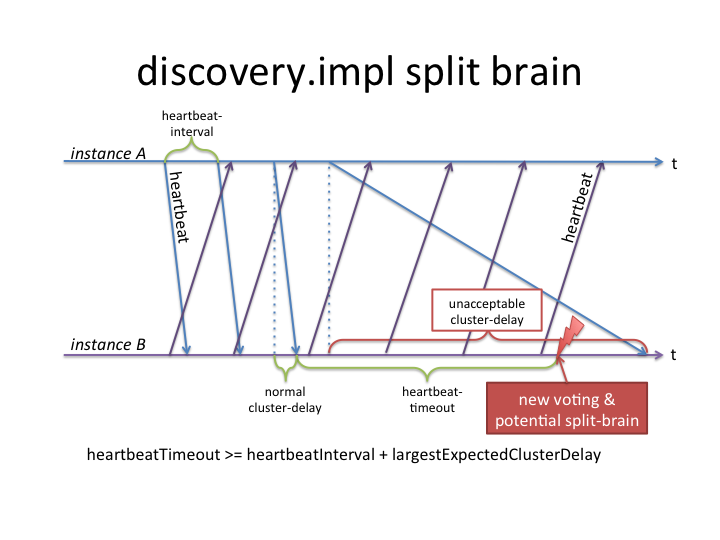 discovery.impl split brain
heartbeat-
interval
instance A
t
heartbeat
heartbeat
unacceptable
cluster-delay
instance B
t
normal
cluster-delay
heartbeat-
timeout
new voting &
potential split-brain
heartbeatTimeout >= heartbeatInterval + largestExpectedClusterDelay